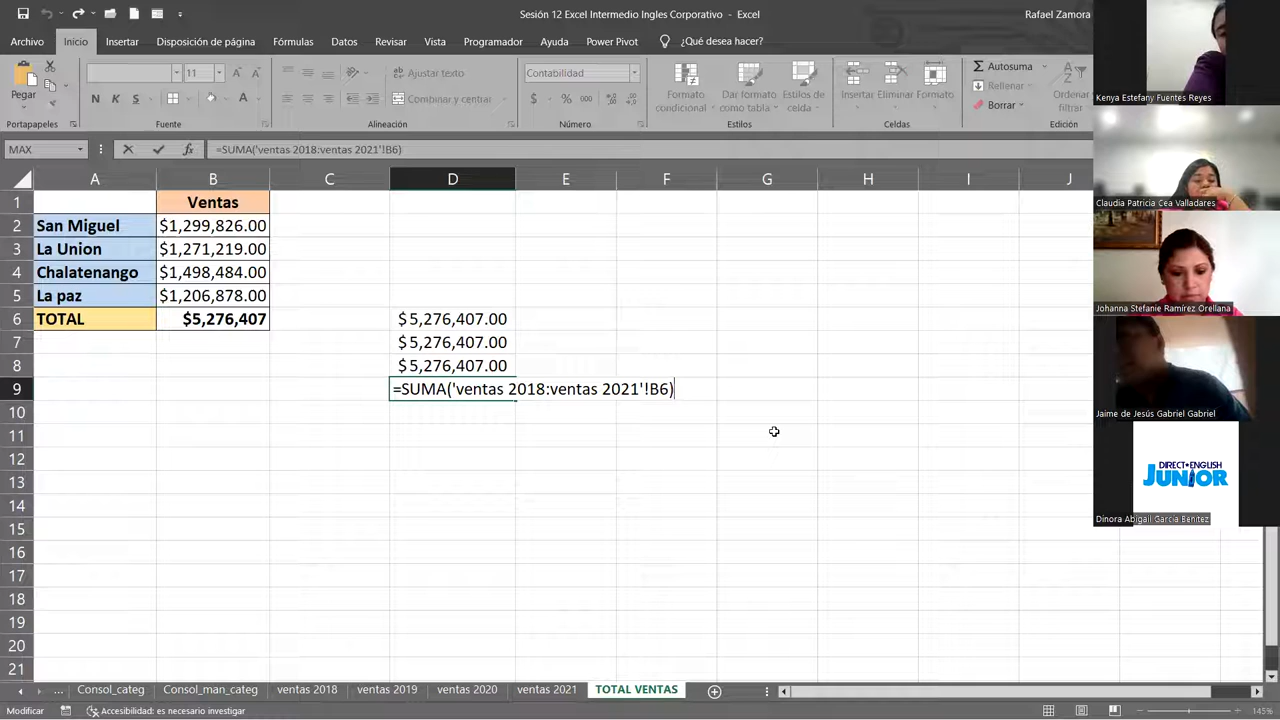 Sesión 12 Excel Intermedio Ingles Corporativo - Excel
Rafael Zamora
Archivo Inicio Insertar Disposición de página Fórmulas Datos Revisar Vista Programador Ayuda Power Pivot ¿Qué desea hacer?
Pegar
11
Ajustar texto
Combinar y centrar
N K S
Contabilidad
$ % 000
Formato condicional
Dar formato como tabla
Estilos de celda
Insertar Eliminar Formato
Autosuma
Rellenar
Borrar
Ordenar
filtrar
Portapapeles Fuente Alineación Número Estilos Celdas Edición
MAX
fx
=SUMA('ventas 2018:ventas 2021'!B6)
A B C D E F G H I J
1 Ventas
2 San Miguel $1,299,826.00
3 La Union $1,271,219.00
4 Chalatenango $1,498,484.00
5 La paz $1,206,878.00
6 TOTAL $5,276,407 $5,276,407.00
7 $5,276,407.00
8 $5,276,407.00
9 =SUMA('ventas 2018:ventas 2021'!B6)
10
11
12
13
14
15
16
17
18
19
20
21
... Consol_categ Consol_man_categ ventas 2018 ventas 2019 ventas 2020 ventas 2021 TOTAL VENTAS
Modificar
Accesibilidad: es necesario investigar
145%
Kenya Estefany Fuentes Reyes
Claudia Patricia Cea Valladares
Johanna Stefanie Ramírez Orellana
Jaime de Jesús Gabriel Gabriel
DIRECT ENGLISH
JUNIOR
Dinora Abigail Garcia Benitez